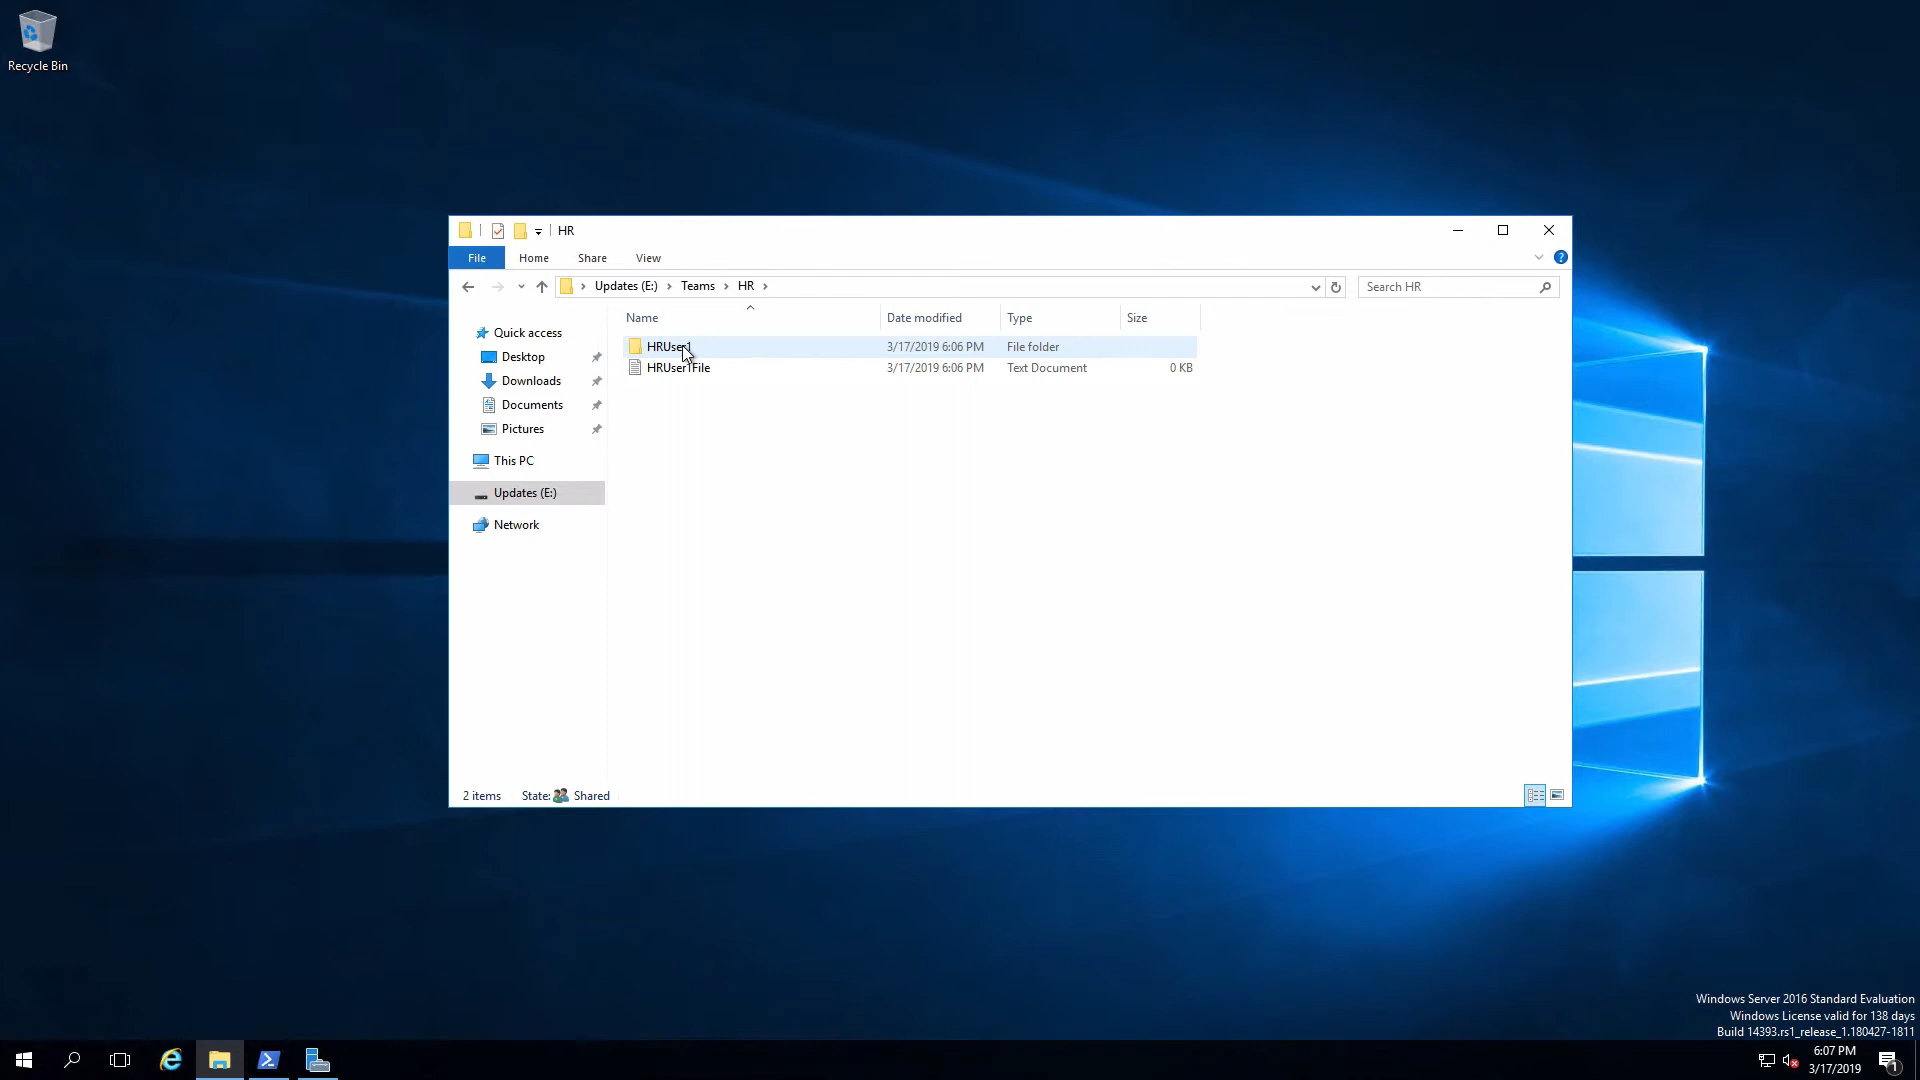 Recycle Bin
HR
File Home Share View
Updates (E:) Teams HR
Search HR
Name Date modified Type Size
Quick access
Desktop
Downloads
Documents
Pictures
This PC
Updates (E:)
Network
HRUser1 3/17/2019 6:06 PM File folder
HRUser1File 3/17/2019 6:06 PM Text Document 0 KB
2 items State: Shared
Windows Server 2016 Standard Evaluation
Windows License valid for 138 days
Build 14393.rs1_release_1.180427-1811
6:07 PM
3/17/2019
1